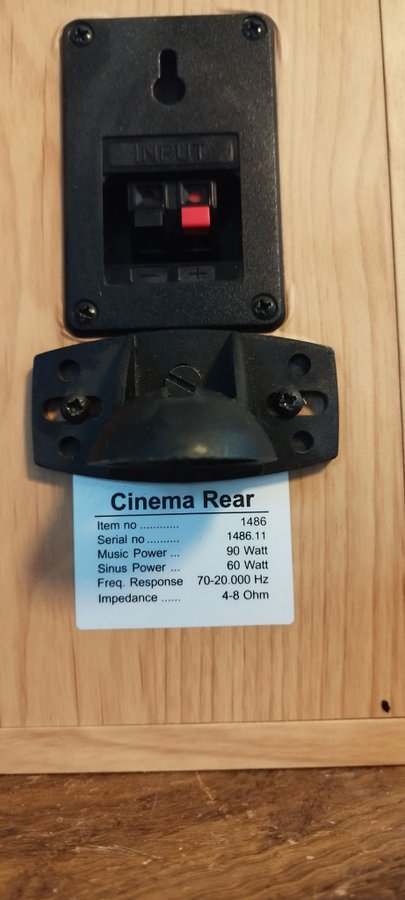 INPUT
- +
Cinema Rear
Item no ............ 1486
Serial no .......... 1486.11
Music Power ... 90 Watt
Sinus Power ... 60 Watt
Freq. Response 70-20.000 Hz
Impedance ...... 4-8 Ohm